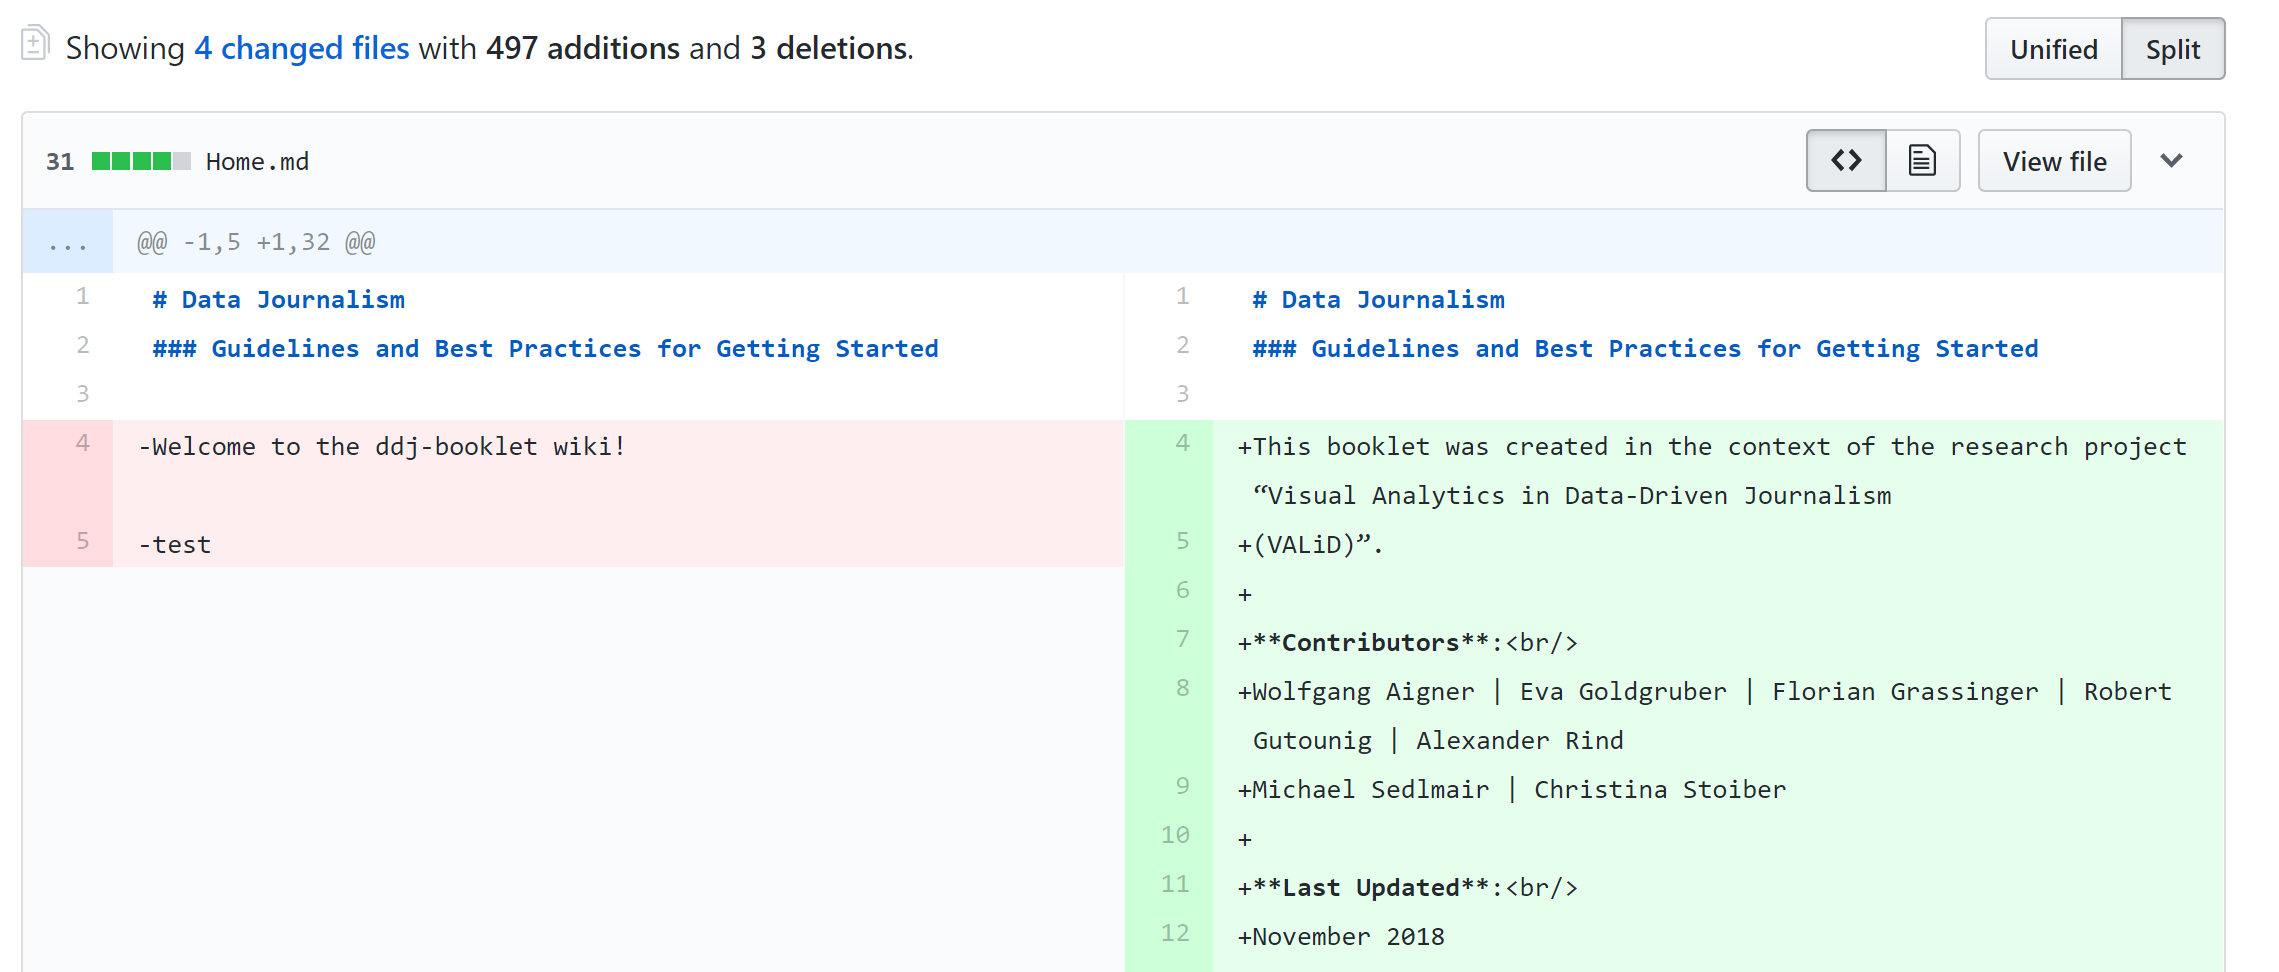 Showing 4 changed files with 497 additions and 3 deletions.
Unified Split
31 Home.md
<> View file
... @@ -1,5 +1,32 @@
1 # Data Journalism
2 ### Guidelines and Best Practices for Getting Started
3
4 -Welcome to the ddj-booklet wiki!
5 -test
1 # Data Journalism
2 ### Guidelines and Best Practices for Getting Started
3
4 +This booklet was created in the context of the research project
“Visual Analytics in Data-Driven Journalism
5 +(VALiD)”.
6 +
7 +**Contributors**:<br/>
8 +Wolfgang Aigner | Eva Goldgruber | Florian Grassinger | Robert
Gutounig | Alexander Rind
9 +Michael Sedlmair | Christina Stoiber
10 +
11 +**Last Updated**:<br/>
12 +November 2018